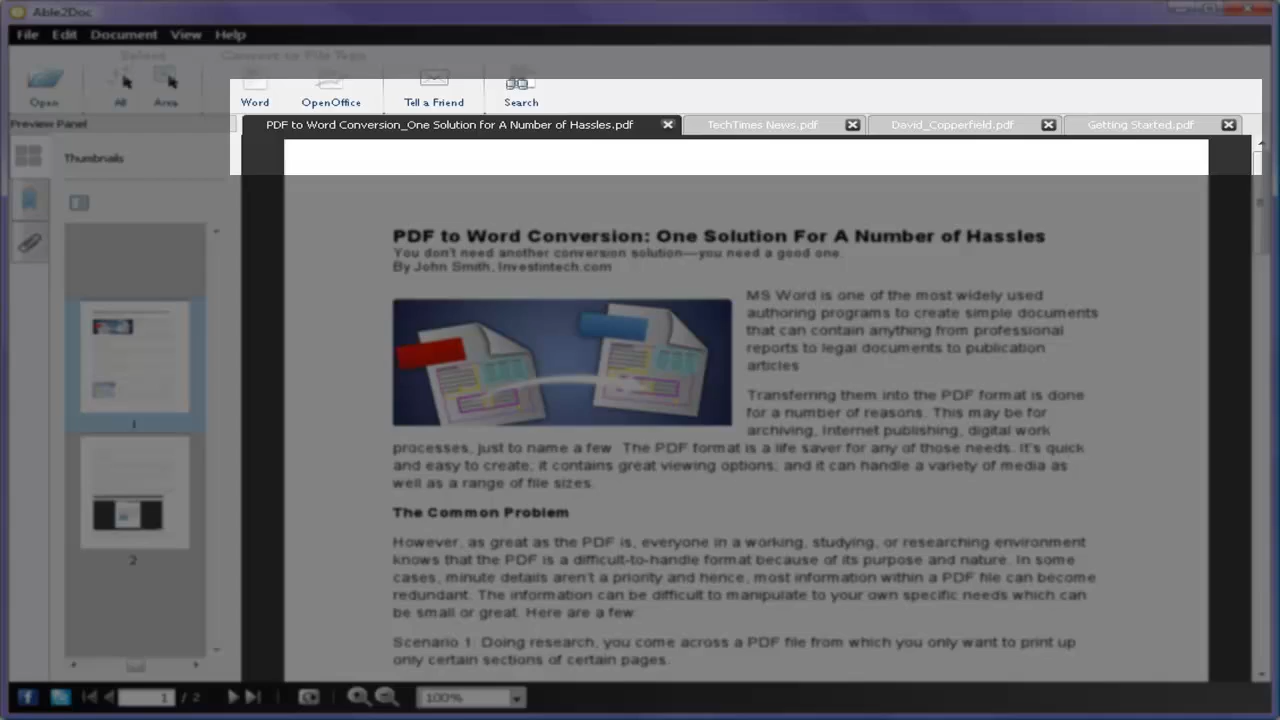 Able2Doc
File Edit Document View Help
Select Convert to File Type
Open All Area Word OpenOffice Tell a Friend Search
Preview Panel
PDF to Word Conversion_One Solution for A Number of Hassles.pdf TechTimes News.pdf David_Copperfield.pdf Getting Started.pdf
Thumbnails
1
2
PDF to Word Conversion: One Solution For A Number of Hassles
You don't need another conversion solution—you need a good one.
By John Smith, Investintech.com
MS Word is one of the most widely used
authoring programs to create simple documents
that can contain anything from professional
reports to legal documents to publication
articles
Transferring them into the PDF format is done
for a number of reasons. This may be for
archiving, Internet publishing, digital work
processes, just to name a few. The PDF format is a life saver for any of those needs. It's quick
and easy to create; it contains great viewing options; and it can handle a variety of media as
well as a range of file sizes.
The Common Problem
However, as great as the PDF is, everyone in a working, studying, or researching environment
knows that the PDF is a difficult-to-handle format because of its purpose and nature. In some
cases, minute details aren't a priority and hence, most information within a PDF file can become
redundant. The information can be difficult to manipulate to your own specific needs which can
be small or great. Here are a few:
Scenario 1: Doing research, you come across a PDF file from which you only want to print up
only certain sections of certain pages.
1 / 2 100%